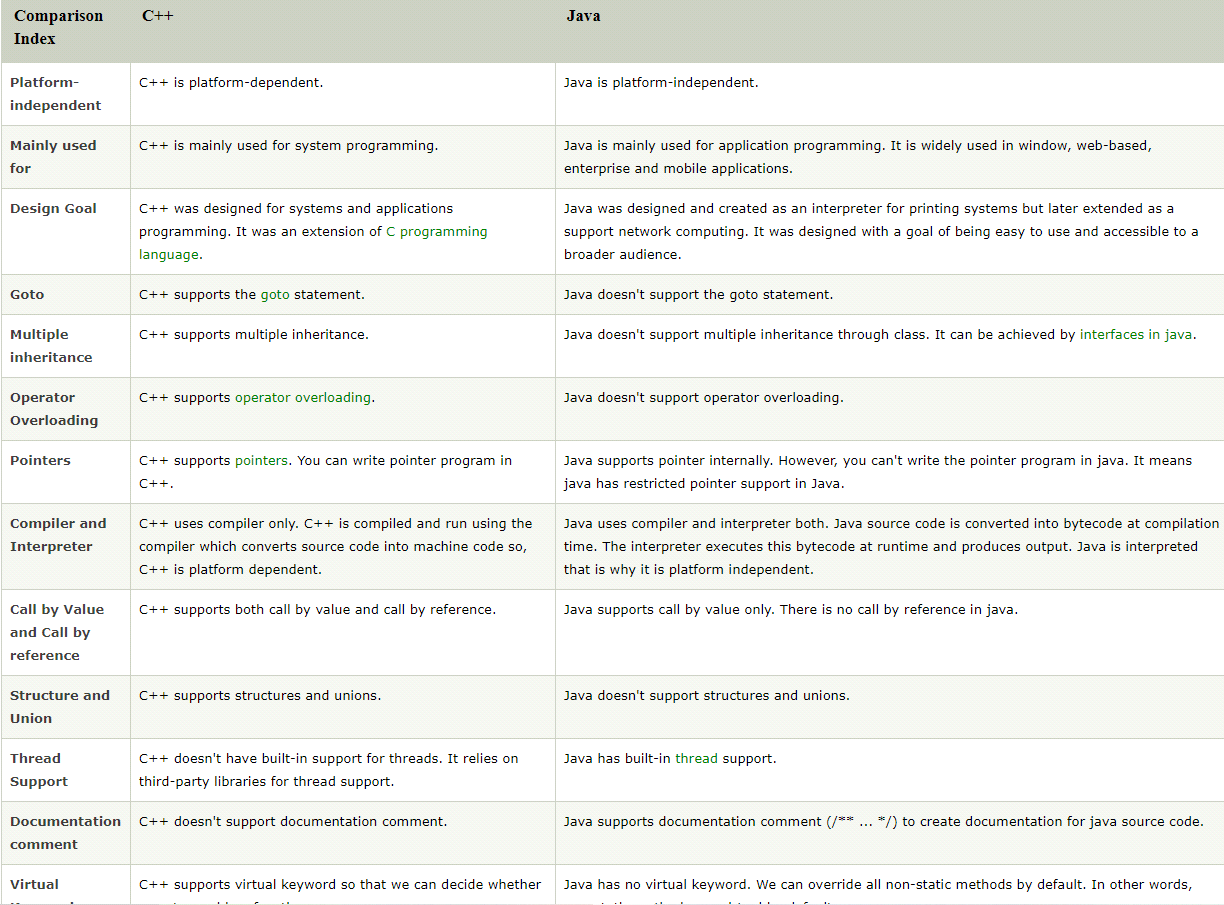 Comparison Index
C++
Java
Platform-
independent
C++ is platform-dependent.
Java is platform-independent.
Mainly used
for
C++ is mainly used for system programming.
Java is mainly used for application programming. It is widely used in window, web-based,
enterprise and mobile applications.
Design Goal
C++ was designed for systems and applications
programming. It was an extension of C programming
language.
Java was designed and created as an interpreter for printing systems but later extended as a
support network computing. It was designed with a goal of being easy to use and accessible to a
broader audience.
Goto
C++ supports the goto statement.
Java doesn't support the goto statement.
Multiple
inheritance
C++ supports multiple inheritance.
Java doesn't support multiple inheritance through class. It can be achieved by interfaces in java.
Operator
Overloading
C++ supports operator overloading.
Java doesn't support operator overloading.
Pointers
C++ supports pointers. You can write pointer program in
C++.
Java supports pointer internally. However, you can't write the pointer program in java. It means
java has restricted pointer support in Java.
Compiler and
Interpreter
C++ uses compiler only. C++ is compiled and run using the
compiler which converts source code into machine code so,
C++ is platform dependent.
Java uses compiler and interpreter both. Java source code is converted into bytecode at compilation
time. The interpreter executes this bytecode at runtime and produces output. Java is interpreted
that is why it is platform independent.
Call by Value
and Call by
reference
C++ supports both call by value and call by reference.
Java supports call by value only. There is no call by reference in java.
Structure and
Union
C++ supports structures and unions.
Java doesn't support structures and unions.
Thread
Support
C++ doesn't have built-in support for threads. It relies on
third-party libraries for thread support.
Java has built-in thread support.
Documentation
comment
C++ doesn't support documentation comment.
Java supports documentation comment (/** ... */) to create documentation for java source code.
Virtual
C++ supports virtual keyword so that we can decide whether
Java has no virtual keyword. We can override all non-static methods by default. In other words,